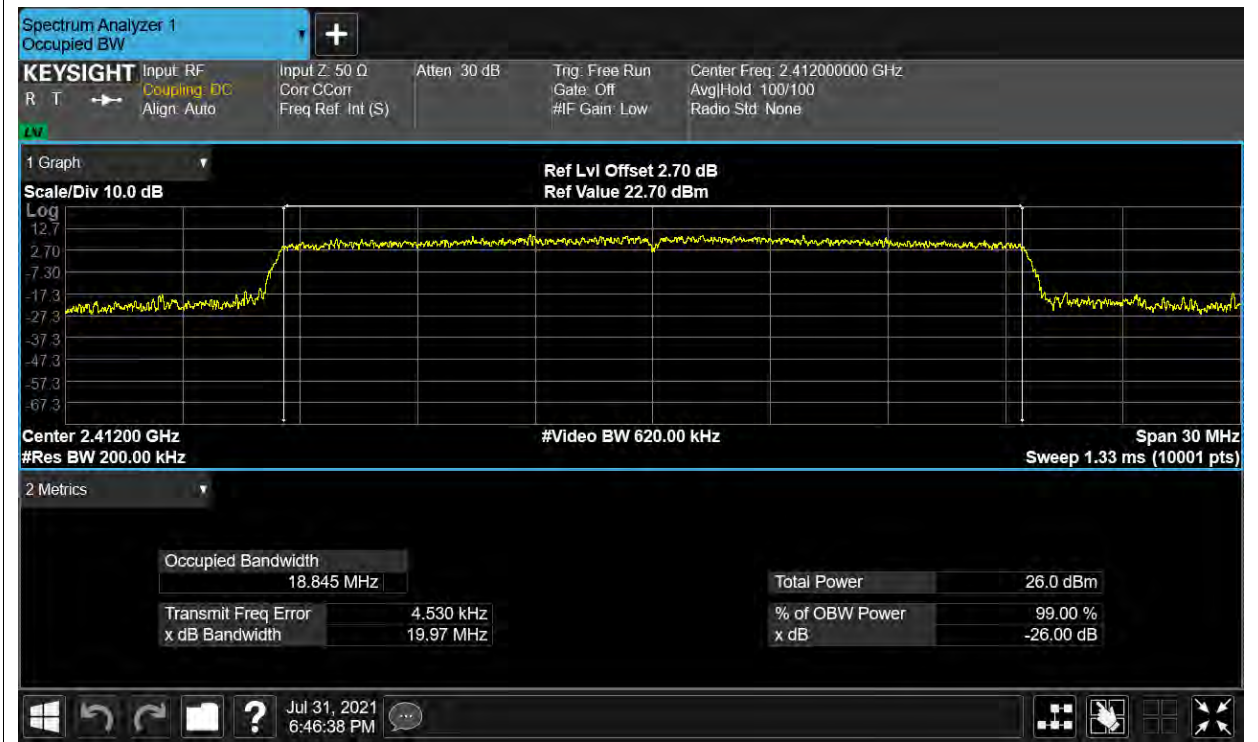 Spectrum Analyzer 1
Occupied BW
KEYSIGHT
R T
LXI
Input: RF
Coupling: DC
Align: Auto
Input Z: 50 Ω
Corr CCorr
Freq Ref: Int (S)
Atten: 30 dB
Trig: Free Run
Gate: Off
#IF Gain: Low
Center Freq: 2.412000000 GHz
Avg|Hold: 100/100
Radio Std: None
1 Graph
Scale/Div 10.0 dB
Ref Lvl Offset 2.70 dB
Ref Value 22.70 dBm
Log
12.7
2.70
-7.30
-17.3
-27.3
-37.3
-47.3
-57.3
-67.3
Center 2.41200 GHz
#Video BW 620.00 kHz
Span 30 MHz
#Res BW 200.00 kHz
Sweep 1.33 ms (10001 pts)
2 Metrics
Occupied Bandwidth
18.845 MHz
Total Power 26.0 dBm
Transmit Freq Error 4.530 kHz
% of OBW Power 99.00 %
x dB Bandwidth 19.97 MHz
x dB -26.00 dB
?
Jul 31, 2021
6:46:38 PM